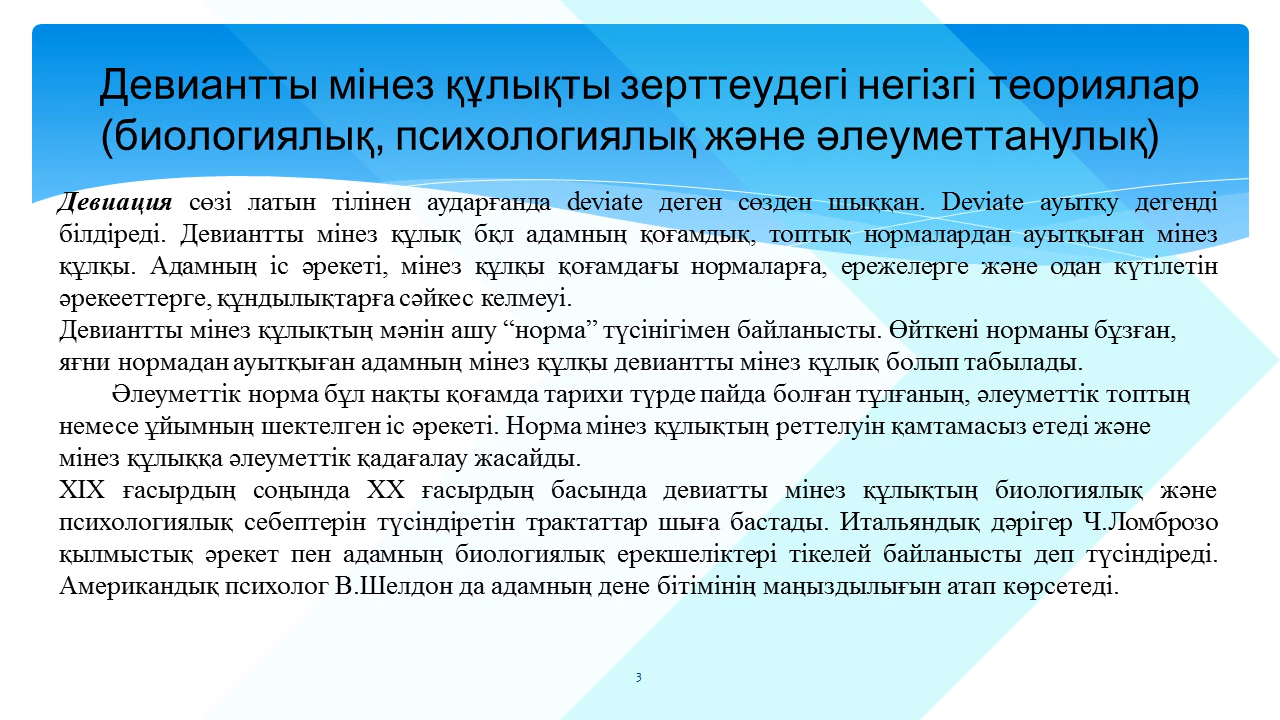 Девиантты мінез құлықты зерттеудегі негізгі теориялар
(биологиялық, психологиялық және әлеуметтанулық)
Девиация сөзі латын тілінен аударғанда deviate деген сөзден шыққан. Deviate ауытқу дегенді
білдіреді. Девиантты мінез құлық бқл адамның қоғамдық, топтық нормалардан ауытқыған мінез
құлқы. Адамның іс әрекеті, мінез құлқы қоғамдағы нормаларға, ережелерге және одан күтілетін
әрекееттерге, құндылықтарға сәйкес келмеуі.
Девиантты мінез құлықтың мәнін ашу “норма” түсінігімен байланысты. Өйткені норманы бұзған,
яғни нормадан ауытқыған адамның мінез құлқы девиантты мінез құлық болып табылады.
Әлеуметтік норма бұл нақты қоғамда тарихи түрде пайда болған тұлғаның, әлеуметтік топтың
немесе ұйымның шектелген іс әрекеті. Норма мінез құлықтың реттелуін қамтамасыз етеді және
мінез құлыққа әлеуметтік қадағалау жасайды.
XIX ғасырдың соңында XX ғасырдың басында девиатты мінез құлықтың биологиялық және
психологиялық себептерін түсіндіретін трактаттар шыға бастады. Итальяндық дәрігер Ч.Ломброзо
қылмыстық әрекет пен адамның биологиялық ерекшеліктері тікелей байланысты деп түсіндіреді.
Американдық психолог В.Шелдон да адамның дене бітімінің маңыздылығын атап көрсетеді.
3